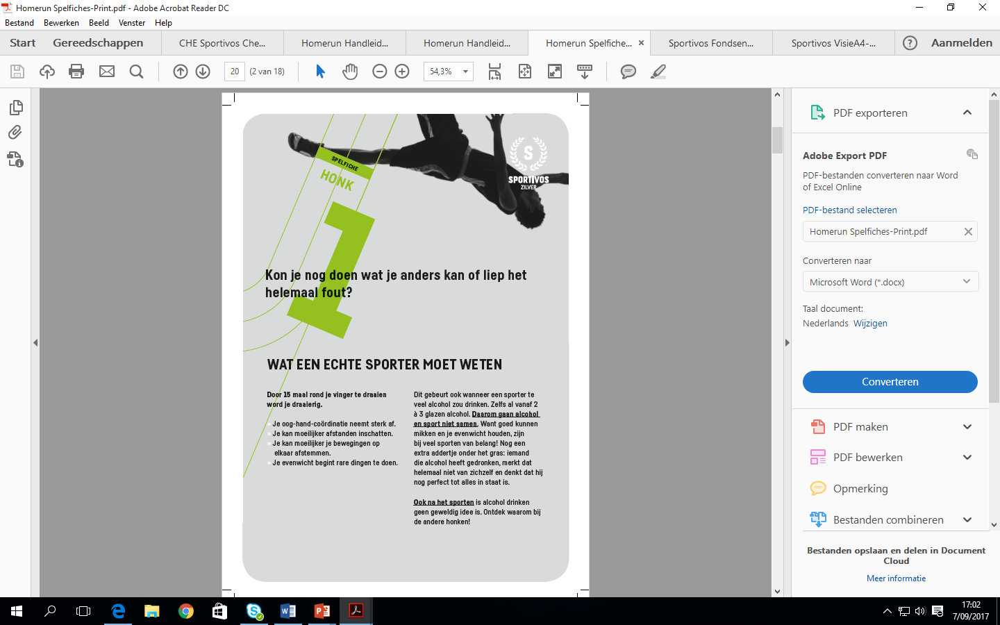 Homerun Spelfiches-Print.pdf - Adobe Acrobat Reader DC
Bestand Bewerken Beeld Venster Help
Start Gereedschappen CHE Sportivos Che... Homerun Handleid... Homerun Handleid... Homerun Spelfiche... Sportivos Fondsen... Sportivos VisieA4-... Aanmelden
20 (2 van 18) 54,3%
SPELFICHE
HONK
1
S
SPORTIVOS
ZILVER
Kon je nog doen wat je anders kan of liep het
helemaal fout?
WAT EEN ECHTE SPORTER MOET WETEN
Door 15 maal rond je vinger te draaien
word je draaierig.
» Je oog-hand-coördinatie neemt sterk af.
» Je kan moeilijker afstanden inschatten.
» Je kan moeilijker je bewegingen op
elkaar afstemmen.
» Je evenwicht begint rare dingen te doen.
Dit gebeurt ook wanneer een sporter te
veel alcohol zou drinken. Zelfs al vanaf 2
à 3 glazen alcohol. Daarom gaan alcohol
en sport niet samen. Want goed kunnen
mikken en je evenwicht houden, zijn
bij veel sporten van belang! Nog een
extra addertje onder het gras: iemand
die alcohol heeft gedronken, merkt dat
helemaal niet van zichzelf en denkt dat hij
nog perfect tot alles in staat is.
Ook na het sporten is alcohol drinken
geen geweldig idee is. Ontdek waarom bij
de andere honken!
PDF exporteren
Adobe Export PDF
PDF-bestanden converteren naar Word
of Excel Online
PDF-bestand selecteren
Homerun Spelfiches-Print.pdf
Converteren naar
Microsoft Word (*.docx)
Taal document:
Nederlands Wijzigen
Converteren
PDF maken
PDF bewerken
Opmerking
Bestanden combineren
Bestanden opslaan en delen in Document
Cloud
Meer informatie
17:02
7/09/2017